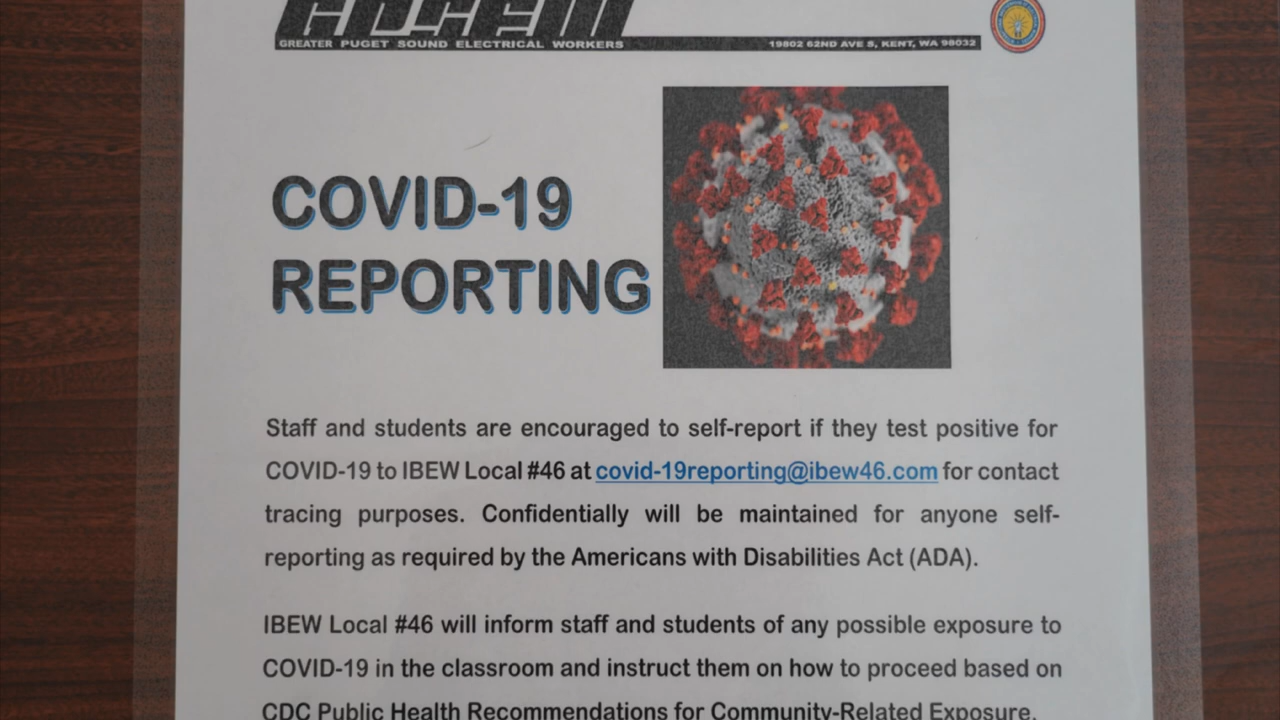 GREATER PUGET SOUND ELECTRICAL WORKERS 19802 62ND AVE S, KENT, WA 98032
COVID-19
REPORTING
Staff and students are encouraged to self-report if they test positive for
COVID-19 to IBEW Local #46 at covid-19reporting@ibew46.com for contact
tracing purposes. Confidentially will be maintained for anyone self-
reporting as required by the Americans with Disabilities Act (ADA).
IBEW Local #46 will inform staff and students of any possible exposure to
COVID-19 in the classroom and instruct them on how to proceed based on
CDC Public Health Recommendations for Community-Related Exposure.